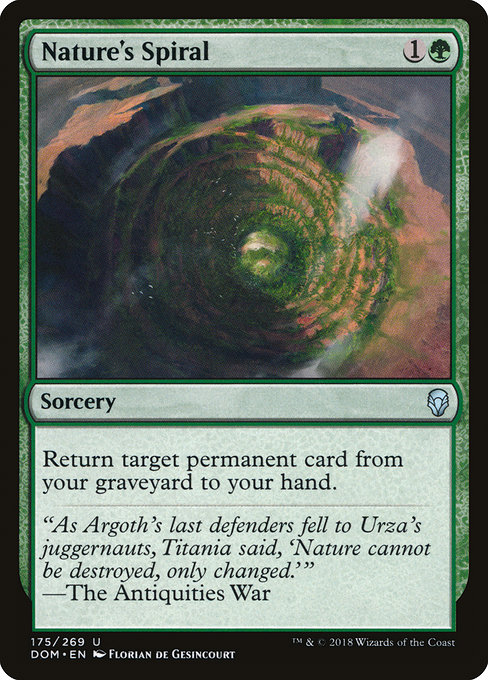 Nature's Spiral 1
Sorcery
Return target permanent card from
your graveyard to your hand.
“As Argoth's last defenders fell to Urza's
juggernauts, Titania said, ‘Nature cannot
be destroyed, only changed.’”
—The Antiquities War
175/269 U
™ & © 2018 Wizards of the Coast
DOM • EN Florian de Gesincourt